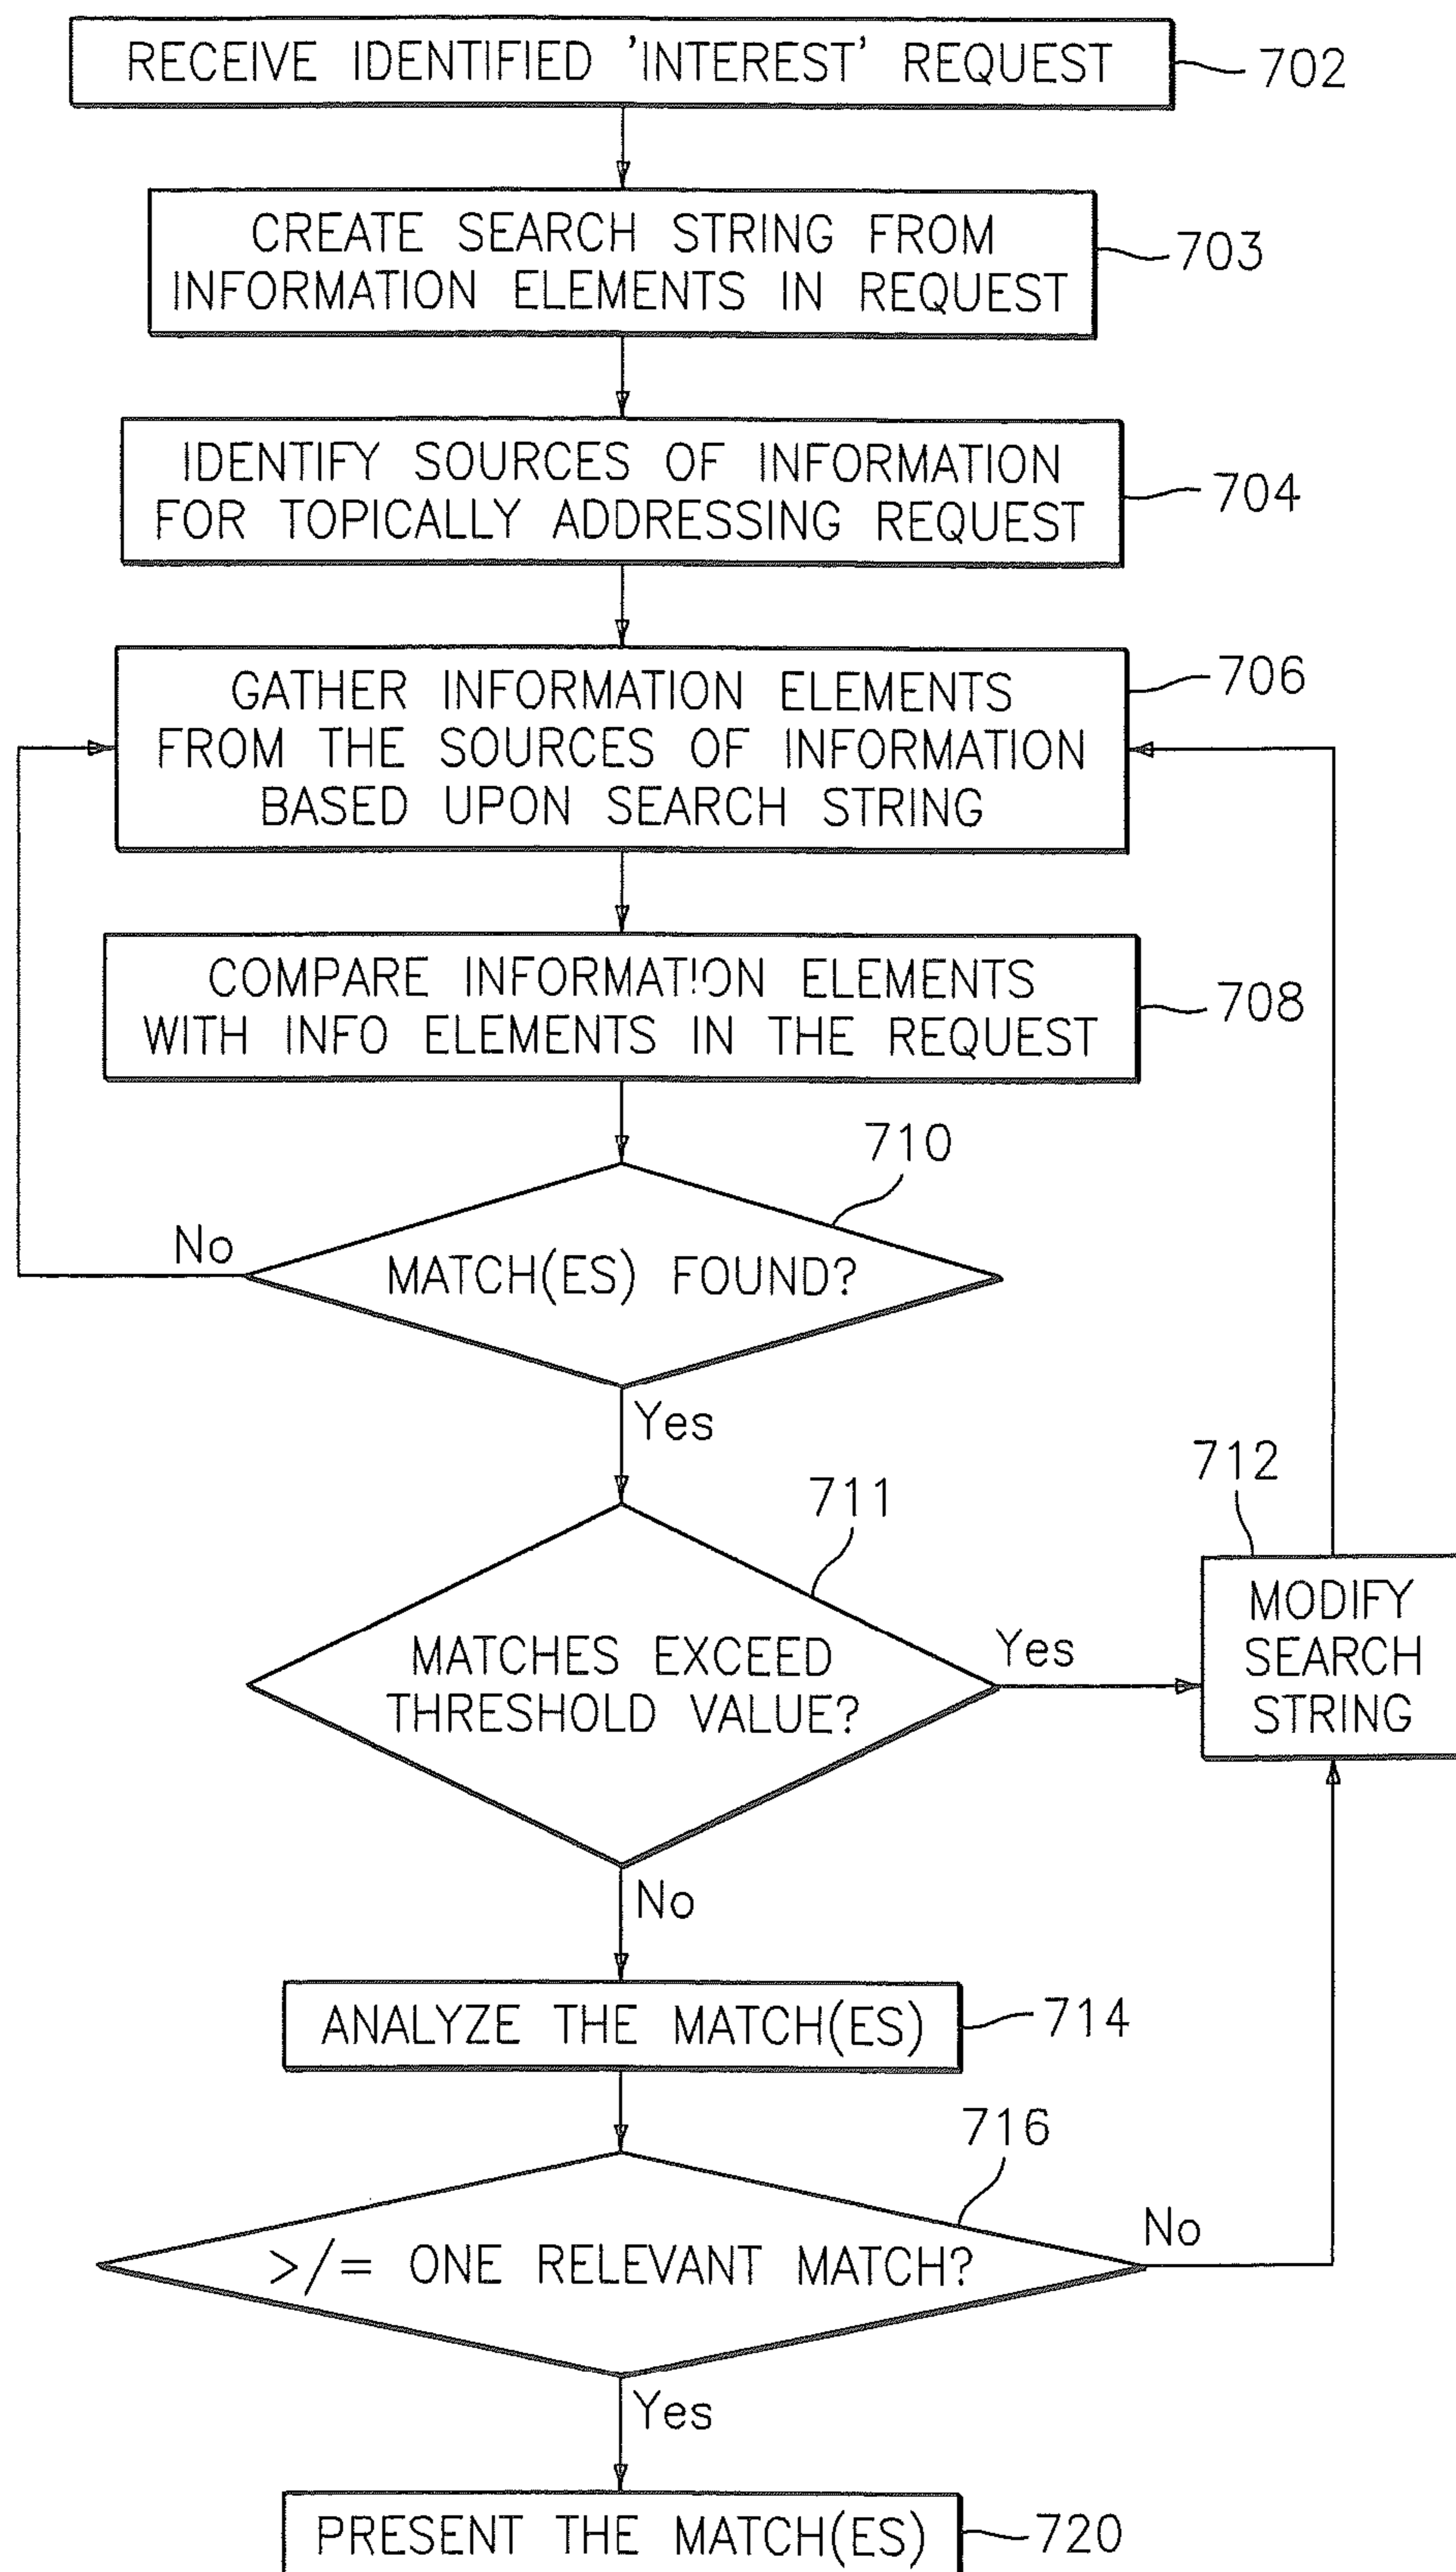 RECEIVE IDENTIFIED 'INTEREST' REQUEST
702
CREATE SEARCH STRING FROM
INFORMATION ELEMENTS IN REQUEST
703
IDENTIFY SOURCES OF INFORMATION
FOR TOPICALLY ADDRESSING REQUEST
704
GATHER INFORMATION ELEMENTS
FROM THE SOURCES OF INFORMATION
BASED UPON SEARCH STRING
706
COMPARE INFORMATION ELEMENTS
WITH INFO ELEMENTS IN THE REQUEST
708
710
No
MATCH(ES) FOUND?
Yes
711
712
MATCHES EXCEED
THRESHOLD VALUE?
Yes
MODIFY
SEARCH
STRING
No
ANALYZE THE MATCH(ES)
714
716
>/= ONE RELEVANT MATCH?
No
Yes
PRESENT THE MATCH(ES)
720